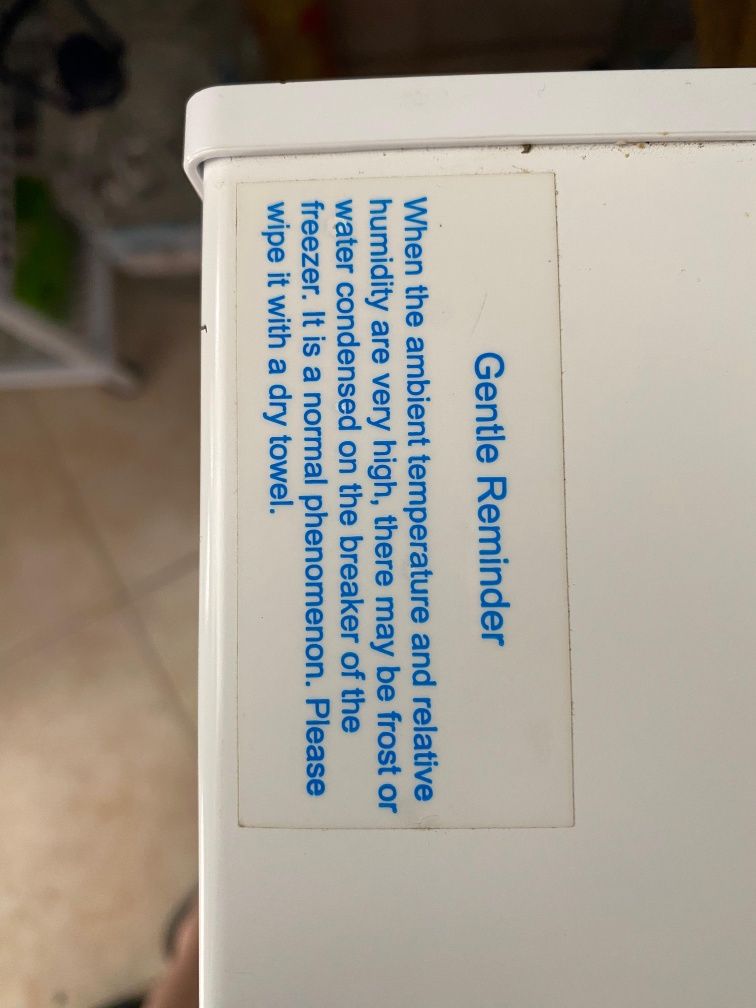 Gentle Reminder
When the ambient temperature and relative
humidity are very high, there may be frost or
water condensed on the breaker of the
freezer. It is a normal phenomenon. Please
wipe it with a dry towel.